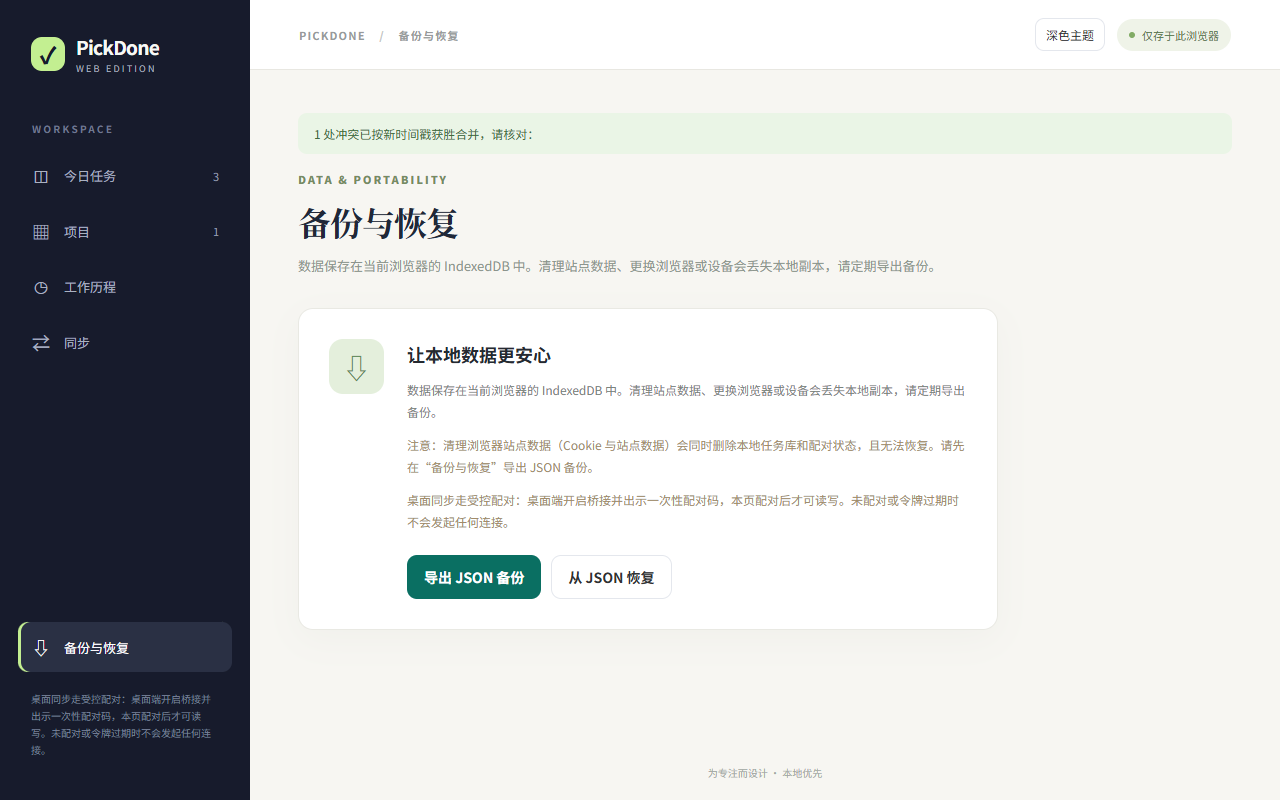 PickDone
WEB EDITION
WORKSPACE
今日任务 3
项目 1
工作历程
同步
备份与恢复
桌面同步走受控配对：桌面端开启桥接并
出示一次性配对码，本页配对后才可读
写。未配对或令牌过期时不会发起任何连
接。
PICKDONE / 备份与恢复
深色主题
仅存于此浏览器
1 处冲突已按新时间戳获胜合并，请核对：
DATA & PORTABILITY
备份与恢复
数据保存在当前浏览器的 IndexedDB 中。清理站点数据、更换浏览器或设备会丢失本地副本，请定期导出备份。
让本地数据更安心
数据保存在当前浏览器的 IndexedDB 中。清理站点数据、更换浏览器或设备会丢失本地副本，请定期导出
备份。
注意：清理浏览器站点数据（Cookie 与站点数据）会同时删除本地任务库和配对状态，且无法恢复。请先
在“备份与恢复”导出 JSON 备份。
桌面同步走受控配对：桌面端开启桥接并出示一次性配对码，本页配对后才可读写。未配对或令牌过期时
不会发起任何连接。
导出 JSON 备份
从 JSON 恢复
为专注而设计 · 本地优先